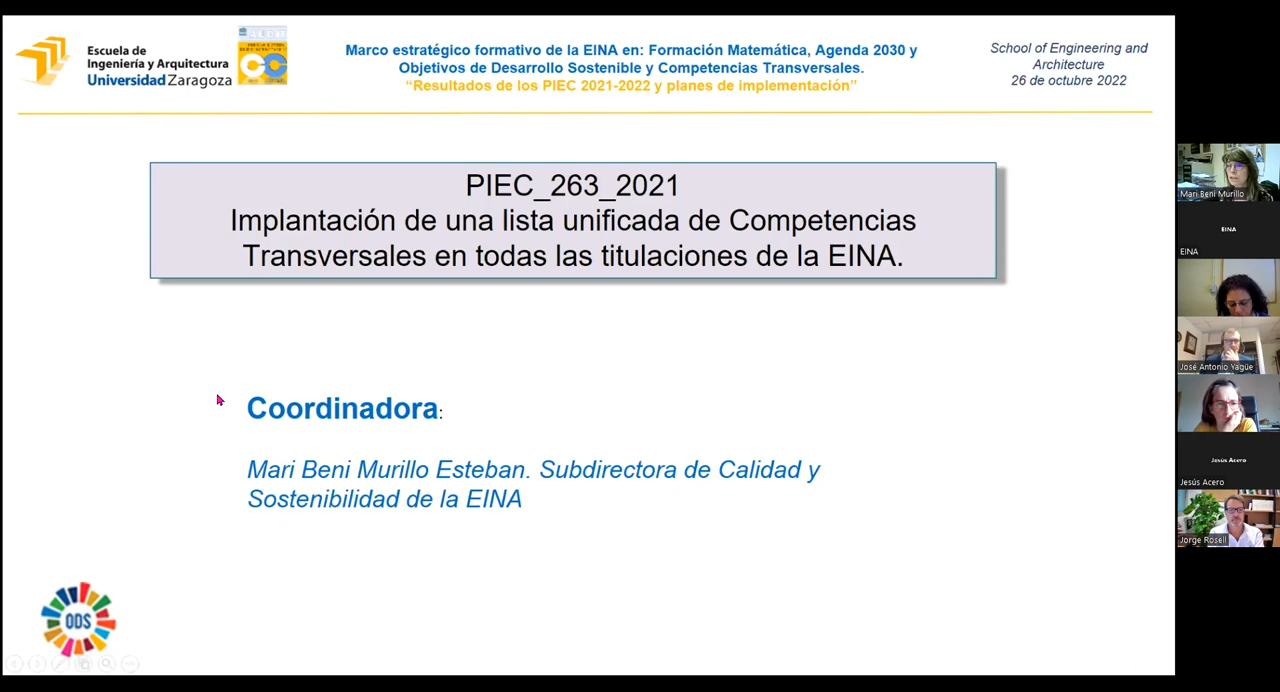 Escuela de
Ingeniería y Arquitectura
Universidad Zaragoza
Marco estratégico formativo de la EINA en: Formación Matemática, Agenda 2030 y
Objetivos de Desarrollo Sostenible y Competencias Transversales.
“Resultados de los PIEC 2021-2022 y planes de implementación”
School of Engineering and
Architecture
26 de octubre 2022
PIEC_263_2021
Implantación de una lista unificada de Competencias
Transversales en todas las titulaciones de la EINA.
Coordinadora:
Mari Beni Murillo Esteban. Subdirectora de Calidad y
Sostenibilidad de la EINA
ODS
Mari Beni Murillo
EINA
EINA
José Antonio Yagüe
Jesús Acero
Jesús Acero
Jorge Rosell